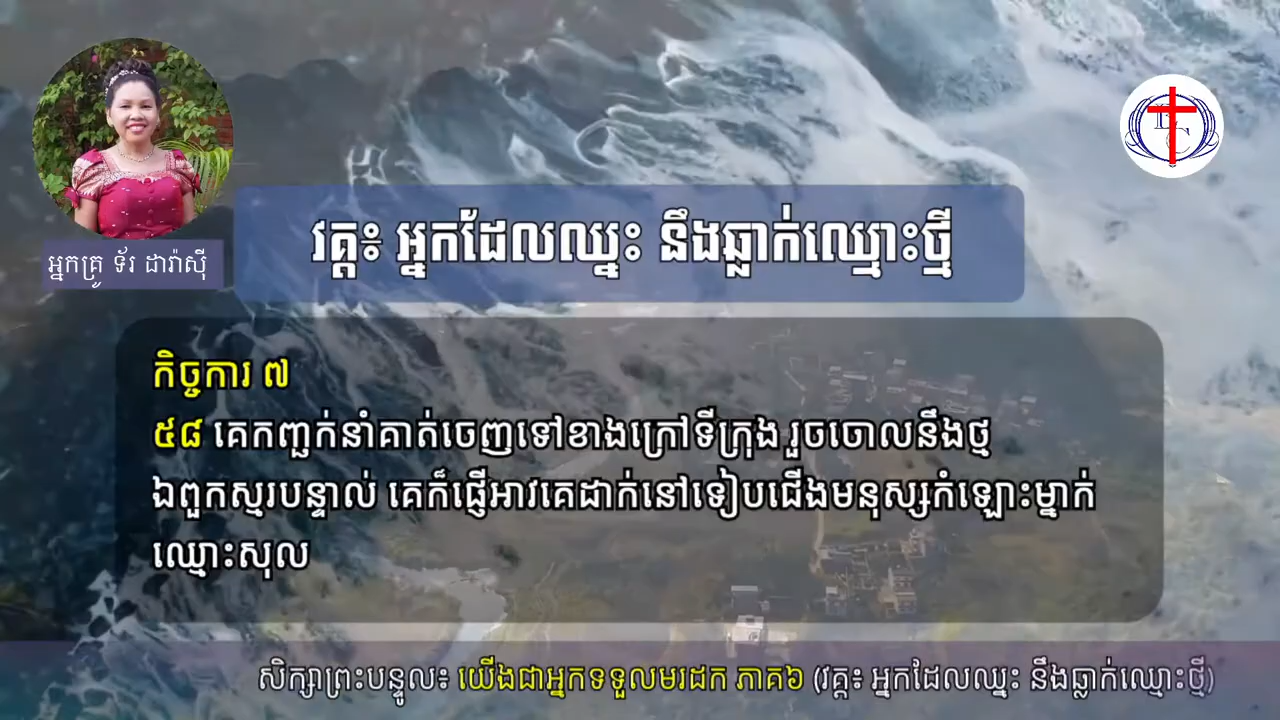 វគ្គ៖ អ្នកដែលឈ្នះ នឹងឆ្លាក់ឈ្មោះថ្មី
អ្នកគ្រូ ទ័រ ដារ៉ាស៊ី
កិច្ចការ ៧
៥៨ គេកញ្ឆក់នាំគាត់ចេញទៅខាងក្រៅទីក្រុង រួចចោលនឹងថ្ម
ឯពួកស្មរបន្ទាល់ គេក៏ផ្ញើអាវគេដាក់នៅទៀបជើងមនុស្សកំឡោះម្នាក់
ឈ្មោះសុល
សិក្សាព្រះបន្ទូល៖ យើងជាអ្នកទទួលមរដក ភាគ៦ (វគ្គ៖ អ្នកដែលឈ្នះ នឹងឆ្លាក់ឈ្មោះថ្មី)